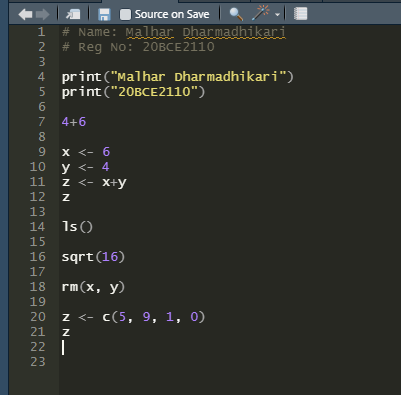 Source on Save
1 # Name: Malhar Dharmadhikari
2 # Reg No: 20BCE2110
3
4 print("Malhar Dharmadhikari")
5 print("20BCE2110")
6
7 4+6
8
9 x <- 6
10 y <- 4
11 z <- x+y
12 z
13
14 ls()
15
16 sqrt(16)
17
18 rm(x, y)
19
20 z <- c(5, 9, 1, 0)
21 z
22
23